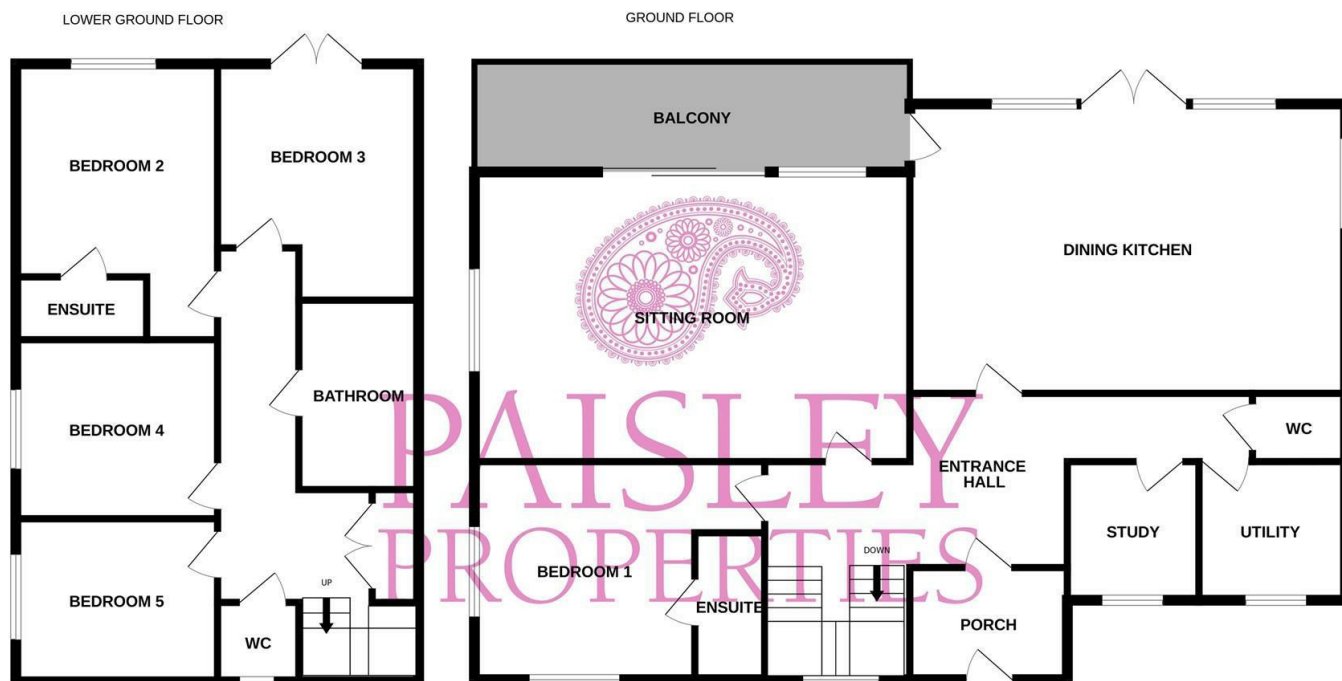 LOWER GROUND FLOOR
BEDROOM 2
BEDROOM 3
ENSUITE
BATHROOM
BEDROOM 4
BEDROOM 5
UP
WC
GROUND FLOOR
BALCONY
DINING KITCHEN
SITTING ROOM
WC
ENTRANCE
HALL
STUDY
UTILITY
DOWN
BEDROOM 1
ENSUITE
PORCH
PAISLEY
PROPERTIES